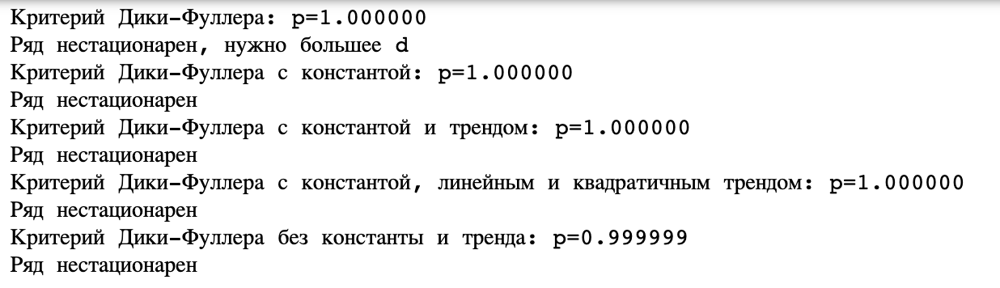 Критерий Дики-Фуллера: p=1.000000
Ряд нестационарен, нужно большее d
Критерий Дики-Фуллера с константой: p=1.000000
Ряд нестационарен
Критерий Дики-Фуллера с константой и трендом: p=1.000000
Ряд нестационарен
Критерий Дики-Фуллера с константой, линейным и квадратичным трендом: p=1.000000
Ряд нестационарен
Критерий Дики-Фуллера без константы и тренда: p=0.999999
Ряд нестационарен